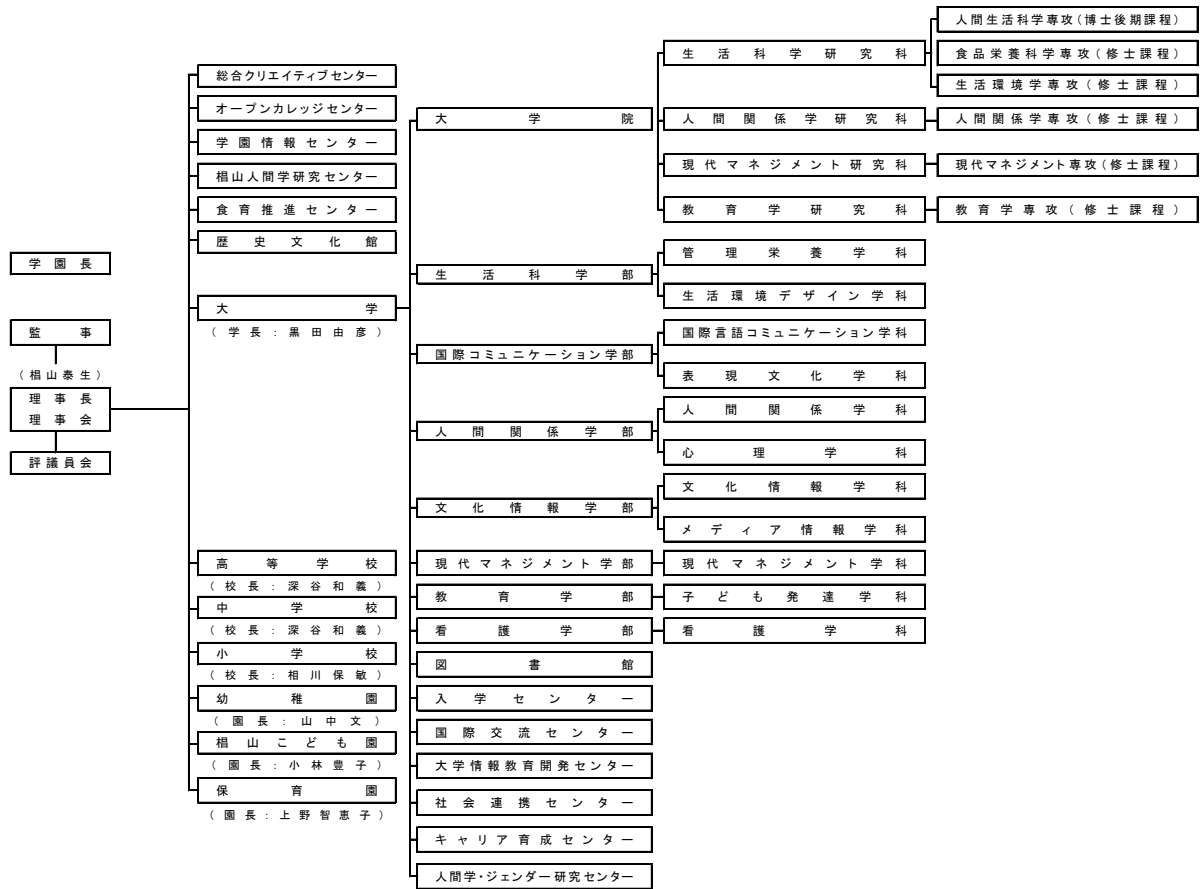 学園長
監事
(椙山泰生)
理事長
理事会
評議員会
総合クリエイティブセンター
オープンカレッジセンター
学園情報センター
椙山人間学研究センター
食育推進センター
歴史文化館
大学
(学長:黒田由彦)
高等学校
(校長:深谷和義)
中学校
(校長:深谷和義)
小学校
(校長:相川保敏)
幼稚園
(園長:山中文)
椙山こども園
(園長:小林豊子)
保育園
(園長:上野智恵子)
大学院
生活科学部
国際コミュニケーション学部
人間関係学部
文化情報学部
現代マネジメント学部
教育学部
看護学部
図書館
入学センター
国際交流センター
大学情報教育開発センター
社会連携センター
キャリア育成センター
人間学・ジェンダー研究センター
生活科学研究科
人間関係学研究科
現代マネジメント研究科
教育学研究科
管理栄養学科
生活環境デザイン学科
国際言語コミュニケーション学科
表現文化学科
人間関係学科
心理学科
文化情報学科
メディア情報学科
現代マネジメント学科
子ども発達学科
看護学科
人間生活科学専攻(博士後期課程)
食品栄養科学専攻(修士課程)
生活環境学専攻(修士課程)
人間関係学専攻(修士課程)
現代マネジメント専攻(修士課程)
教育学専攻(修士課程)